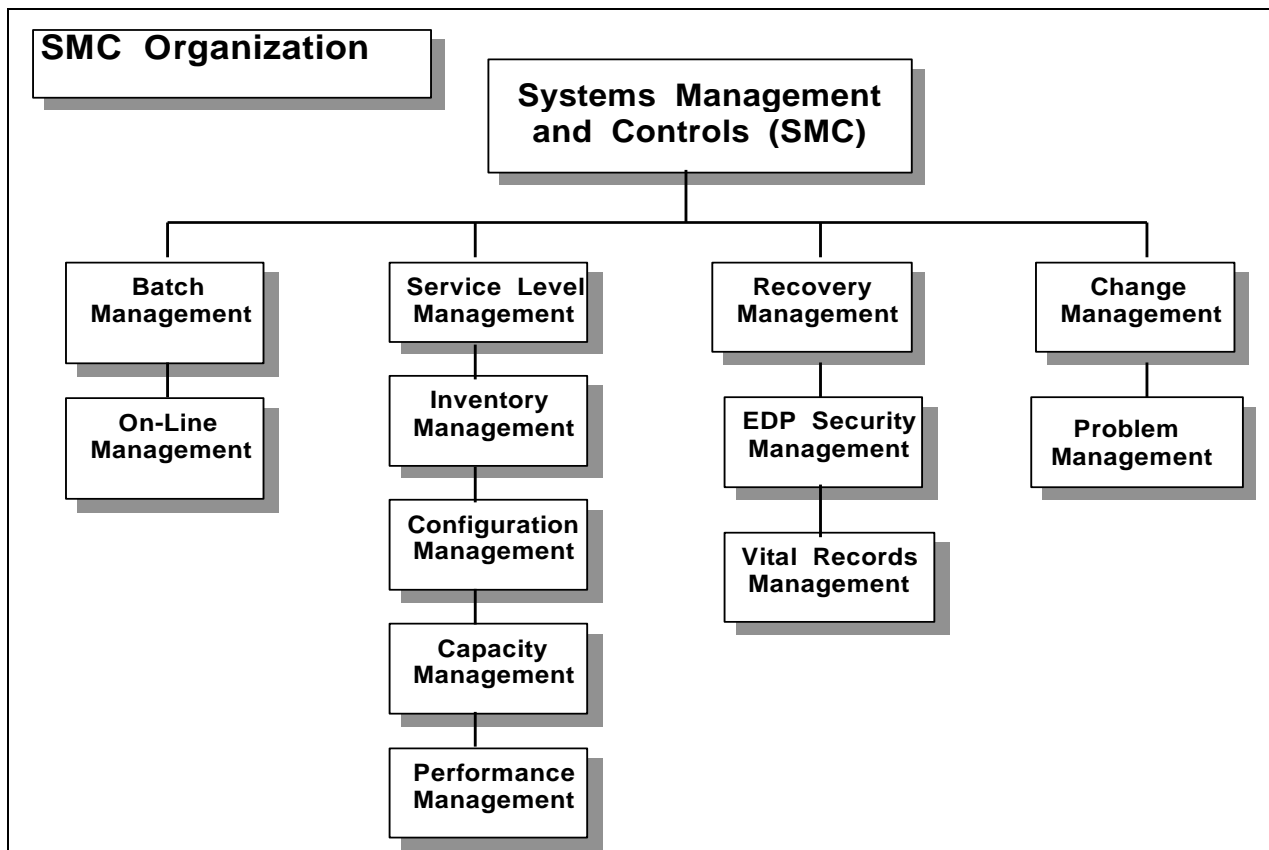 SMC Organization
Systems Management
and Controls (SMC)
Batch
Management
On-Line
Management
Service Level
Management
Inventory
Management
Configuration
Management
Capacity
Management
Performance
Management
Recovery
Management
EDP Security
Management
Vital Records
Management
Change
Management
Problem
Management